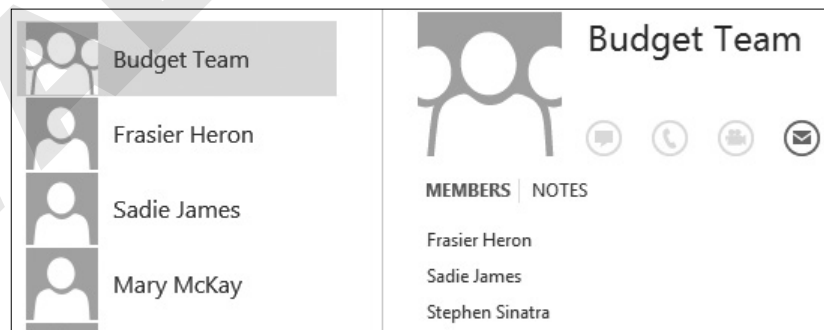 Budget Team
Frasier Heron
Sadie James
Mary McKay
Budget Team
MEMBERS NOTES
Frasier Heron
Sadie James
Stephen Sinatra